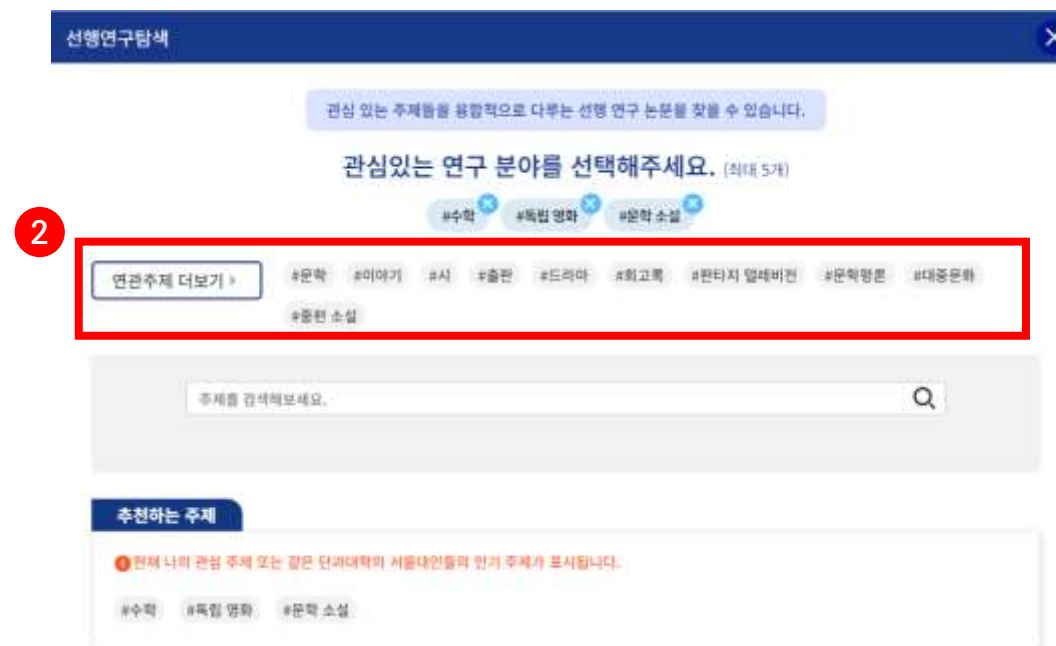 선행연구탐색
관심 있는 주제들을 융합적으로 다루는 선행 연구 논문을 찾을 수 있습니다.
관심있는 연구 분야를 선택해주세요. (최대 5개)
#수학 #독립 영화 #문학 소설
2
연관주제 더보기 › #문학 #이야기 #시 #출판 #드라마 #회고록 #판타지 텔레비전 #문학평론 #대중문화
#중편 소설
주제를 검색해보세요.
추천하는 주제
현재 나의 관심 주제 또는 같은 단과대학의 서울대인들의 인기 주제가 표시됩니다.
#수학 #독립 영화 #문학 소설